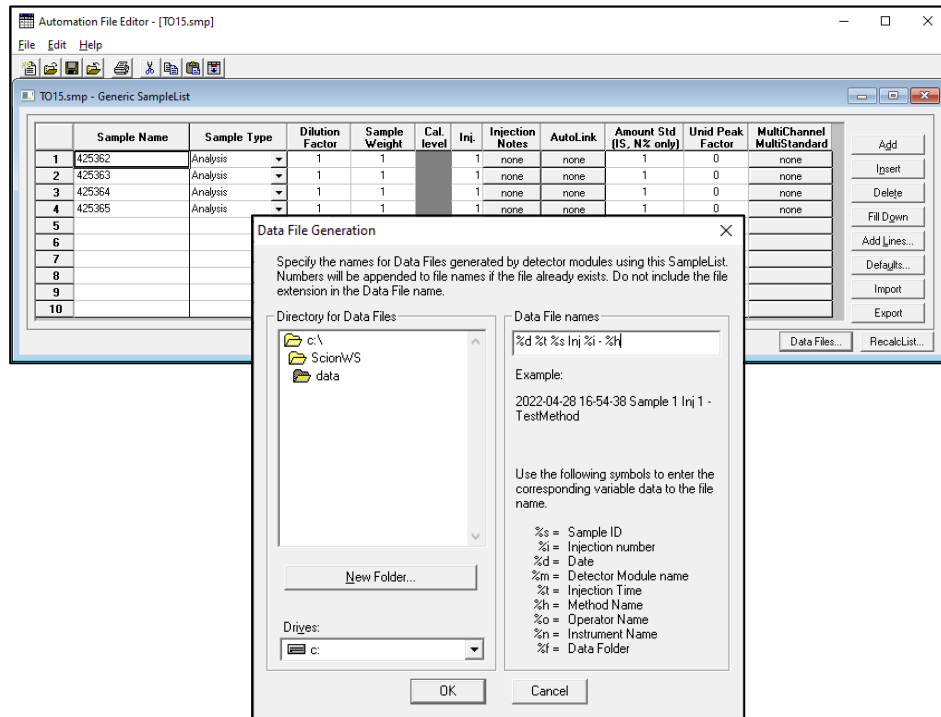 Automation File Editor - [TO15.smp]
File Edit Help
TO15.smp - Generic SampleList
Sample Name Sample Type Dilution Factor Sample Weight Cal. level Inj. Injection Notes AutoLink Amount Std (IS, N% only) Unid Peak Factor MultiChannel MultiStandard
1 425362 Analysis 1 1 1 none none 1 0 none
2 425363 Analysis 1 1 1 none none 1 0 none
3 425364 Analysis 1 1 1 none none 1 0 none
4 425365 Analysis 1 1 1 none none 1 0 none
5
6
7
8
9
10
Add
Insert
Delete
Fill Down
Add Lines...
Defaults...
Import
Export
Data Files... RecalcList...
Data File Generation
Specify the names for Data Files generated by detector modules using this SampleList.
Numbers will be appended to file names if the file already exists. Do not include the file
extension in the Data File name.
Directory for Data Files
c:\
ScionWS
data
New Folder...
Drives:
c:
Data File names
%d %t %s Inj %i - %h
Example:
2022-04-28 16-54-38 Sample 1 Inj 1 -
TestMethod
Use the following symbols to enter the
corresponding variable data to the file
name.
%s = Sample ID
%i = Injection number
%d = Date
%m = Detector Module name
%t = Injection Time
%h = Method Name
%o = Operator Name
%n = Instrument Name
%f = Data Folder
OK Cancel